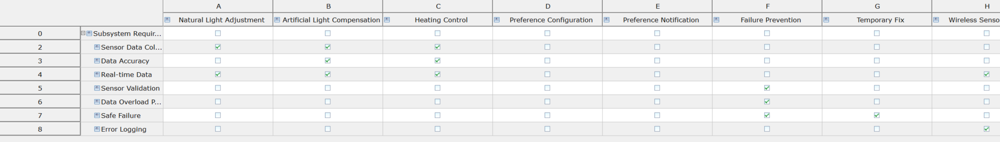 A B C D E F G H
Natural Light Adjustment Artificial Light Compensation Heating Control Preference Configuration Preference Notification Failure Prevention Temporary Fix Wireless Senso
0 Subsystem Requir...
2 Sensor Data Col...
3 Data Accuracy
4 Real-time Data
5 Sensor Validation
6 Data Overload P...
7 Safe Failure
8 Error Logging